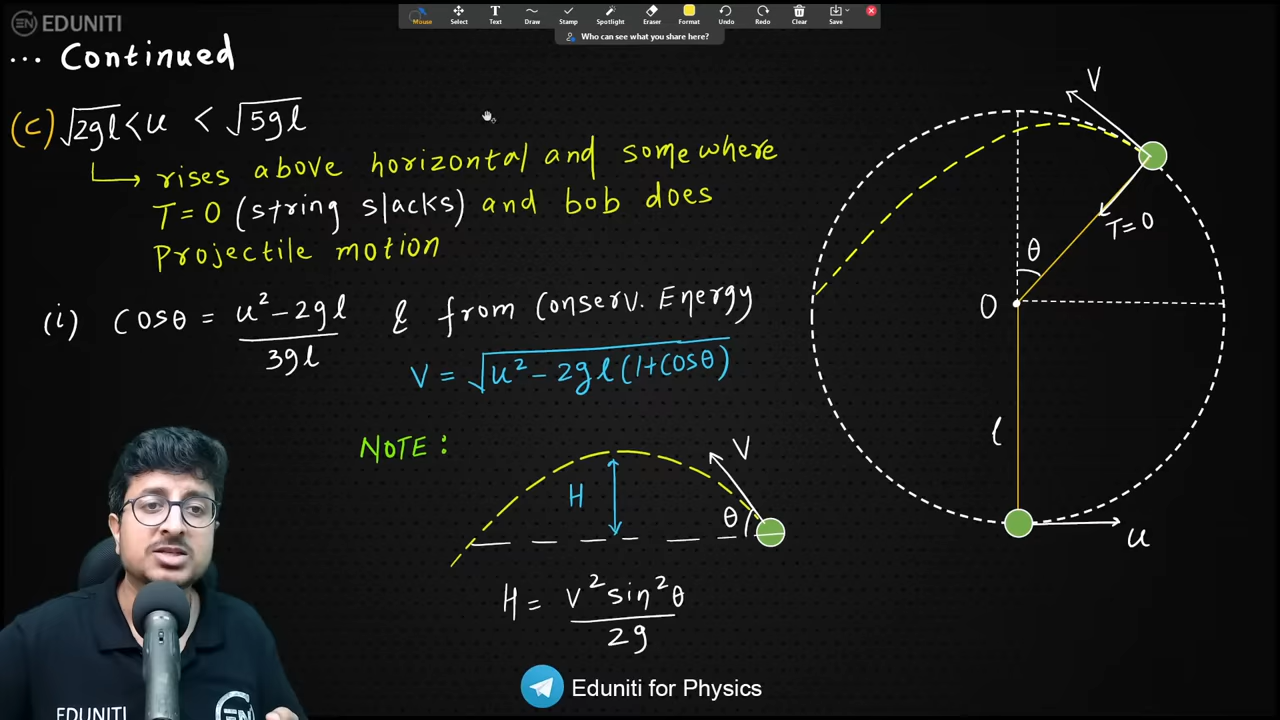 EDUNITI
Mouse Select Text Draw Stamp Spotlight Eraser Format Undo Redo Clear Save
Who can see what you share here?
... Continued
(c) √2gl < u < √5gl
→ rises above horizontal and somewhere
T = 0 (string slacks) and bob does
Projectile motion
(i) cosθ = (u² − 2gl)/3gl & from Conserv. Energy
V = √u² − 2gl(1+cosθ)
NOTE :
H
θ
V
H = V² sin²θ / 2g
V
T = 0
θ
O
l
u
Eduniti for Physics
EDUNITI
EN